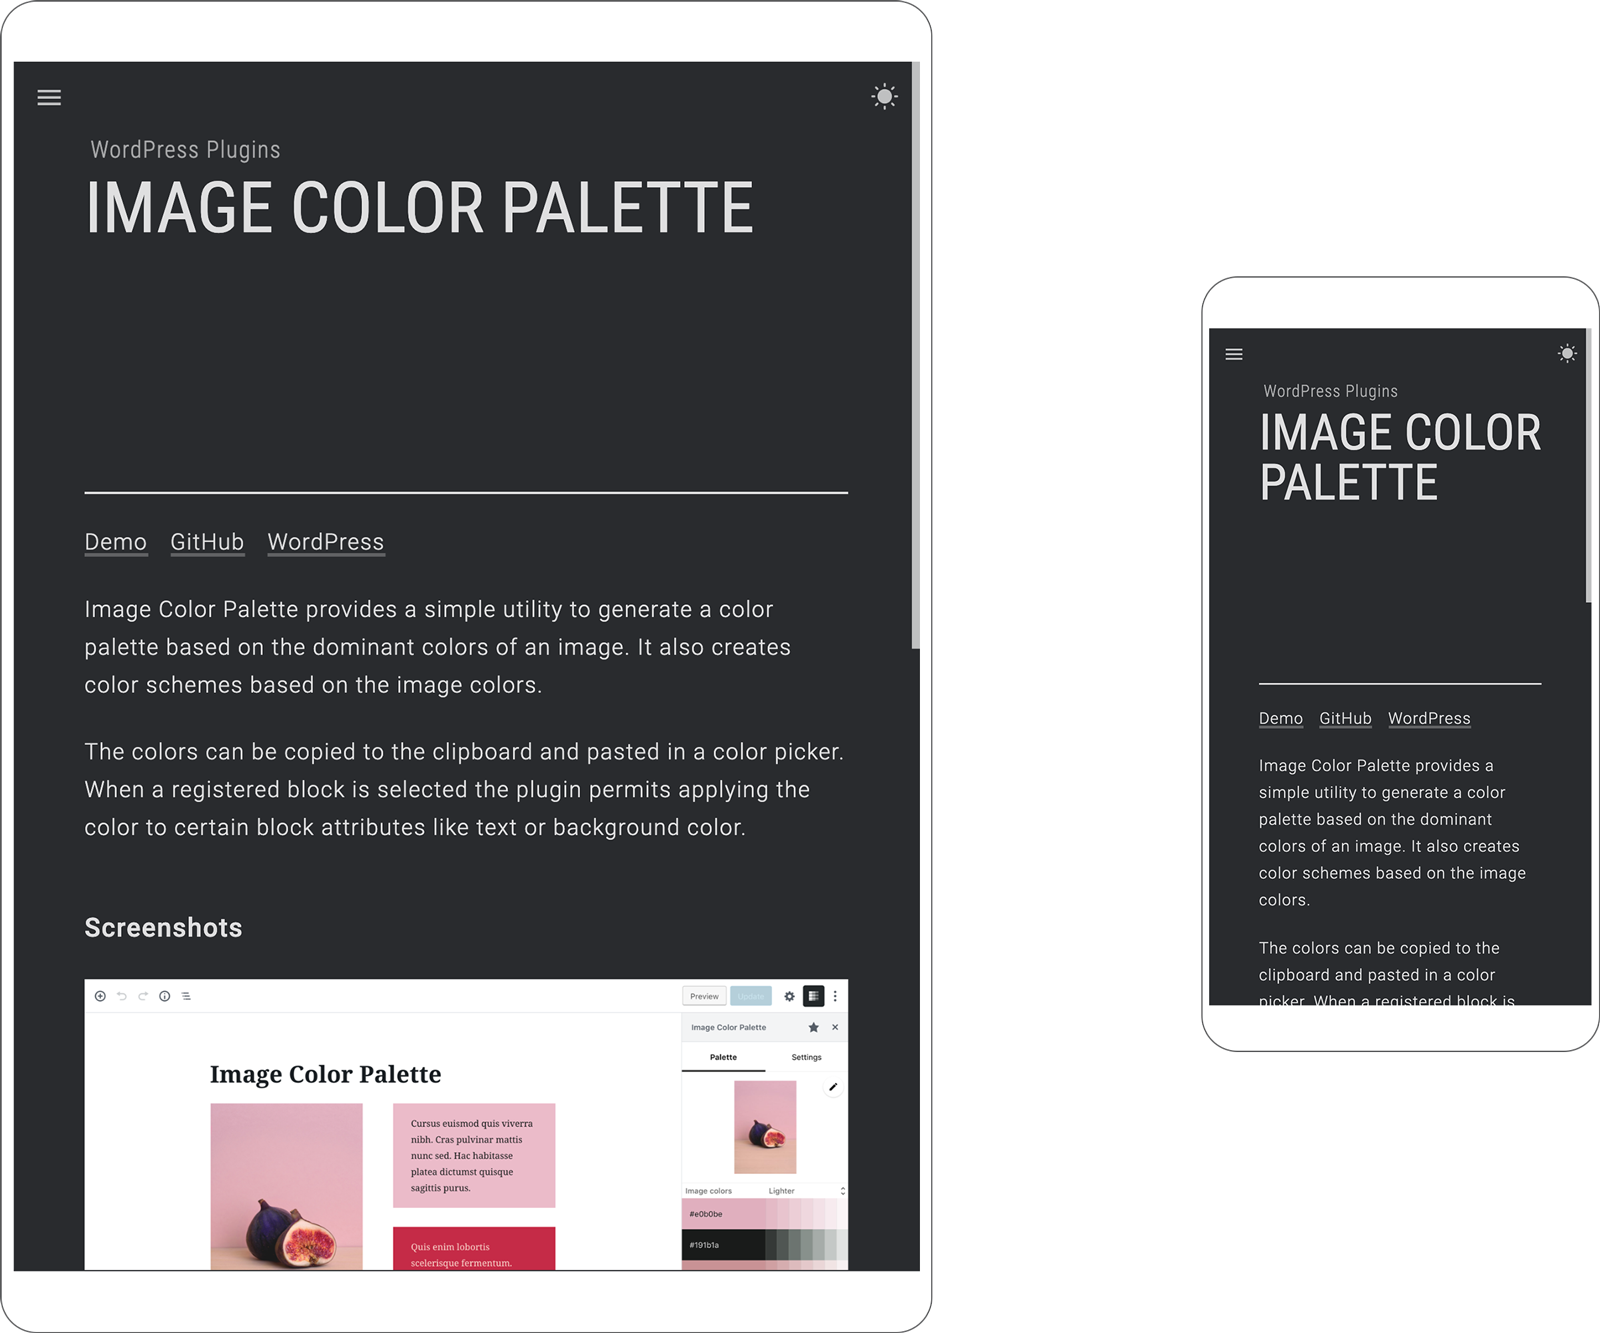 WordPress Plugins
IMAGE COLOR PALETTE
Demo GitHub WordPress
Image Color Palette provides a simple utility to generate a color
palette based on the dominant colors of an image. It also creates
color schemes based on the image colors.
The colors can be copied to the clipboard and pasted in a color picker.
When a registered block is selected the plugin permits applying the
color to certain block attributes like text or background color.
Screenshots
Preview Update
Image Color Palette
Palette Settings
Image Color Palette
Cursus euismod quis viverra
nibh. Cras pulvinar mattis
nunc sed. Hac habitasse
platea dictumst quisque
sagittis purus.
Quis enim lobortis
scelerisque fermentum.
Image colors Lighter
#e0b0be
#191b1a
WordPress Plugins
IMAGE COLOR
PALETTE
Demo GitHub WordPress
Image Color Palette provides a
simple utility to generate a color
palette based on the dominant
colors of an image. It also creates
color schemes based on the image
colors.
The colors can be copied to the
clipboard and pasted in a color
picker. When a registered block is